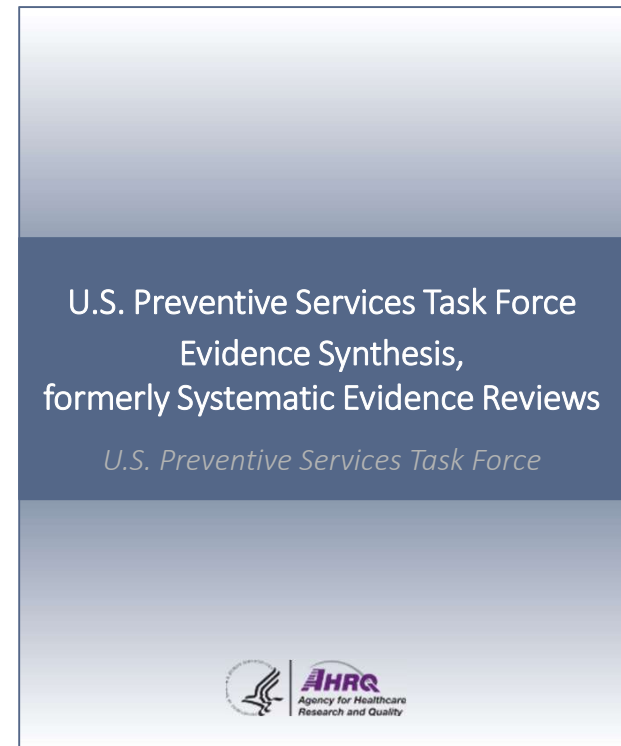 U.S. Preventive Services Task Force
Evidence Synthesis,
formerly Systematic Evidence Reviews
U.S. Preventive Services Task Force
AHRQ
Agency for Healthcare
Research and Quality